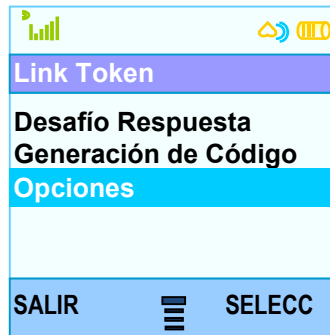 Link Token
Desafío Respuesta
Generación de Código
Opciones
SALIR SELECC